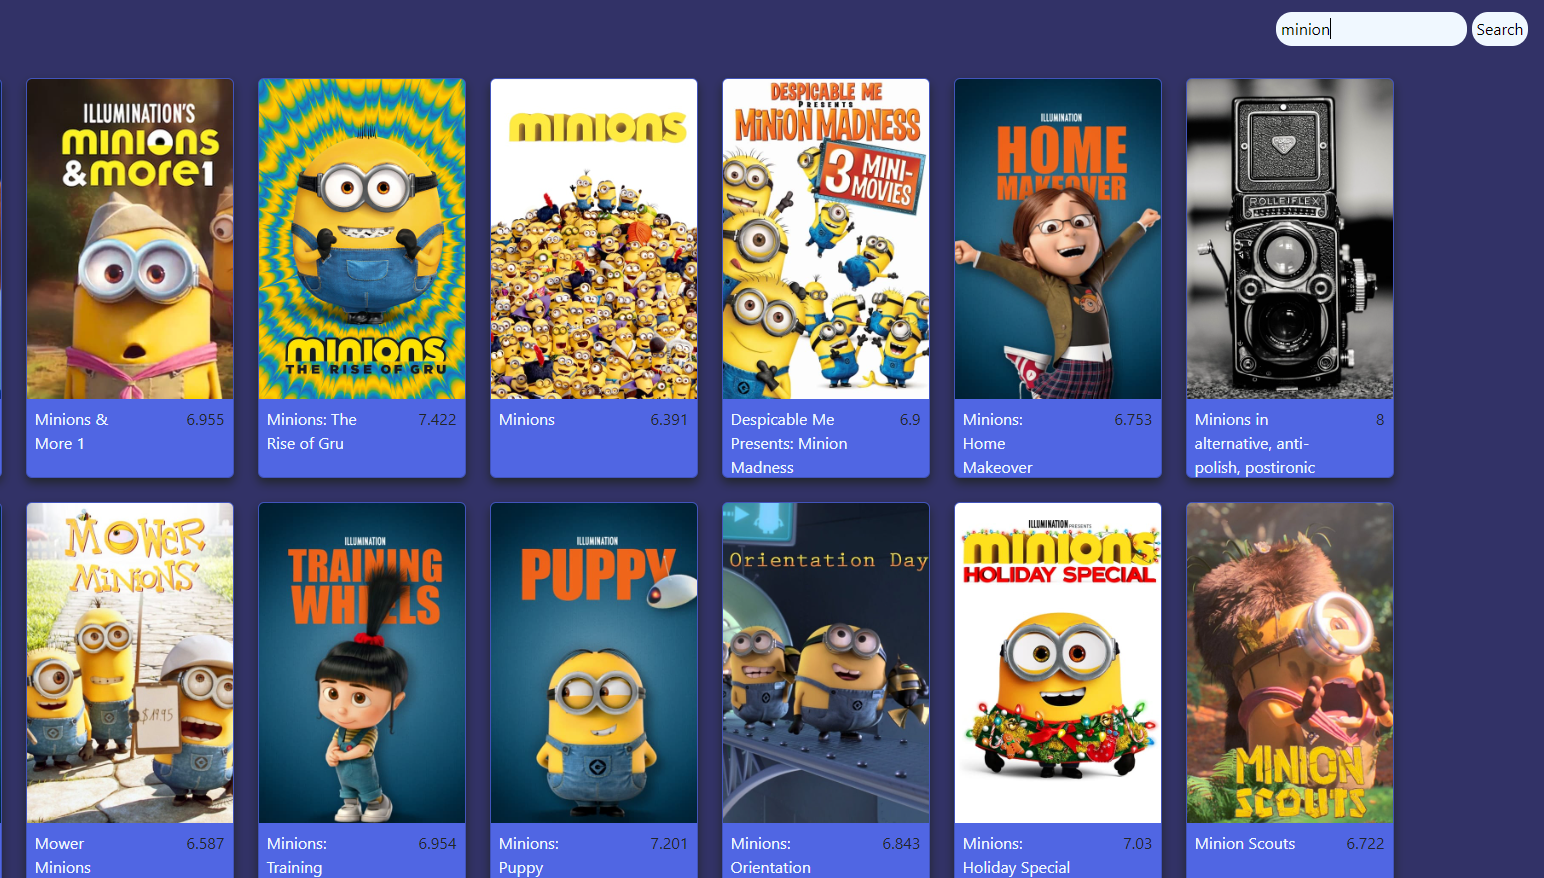 minion
Search
ILLUMINATION'S
minions
&more1
minions
THE RISE OF GRU
minions
DESPICABLE ME
PRESENTS
MINION MADNESS
3 MINI-
MOVIES
ILLUMINATION
HOME
MAKEOVER
ROLLEIFLEX
Minions &
More 1
6.955
Minions: The
Rise of Gru
7.422
Minions
6.391
Despicable Me
Presents: Minion
Madness
6.9
Minions:
Home
Makeover
6.753
Minions in
alternative, anti-
polish, postironic
8
MOWER
MINIONS
$19.95
ILLUMINATION
TRAINING
WHEELS
ILLUMINATION
PUPPY
Orientation Day
ILLUMINATION PRESENTS
minions
HOLIDAY SPECIAL
MINION
SCOUTS
Mower
Minions
6.587
Minions:
Training
6.954
Minions:
Puppy
7.201
Minions:
Orientation
6.843
Minions:
Holiday Special
7.03
Minion Scouts
6.722